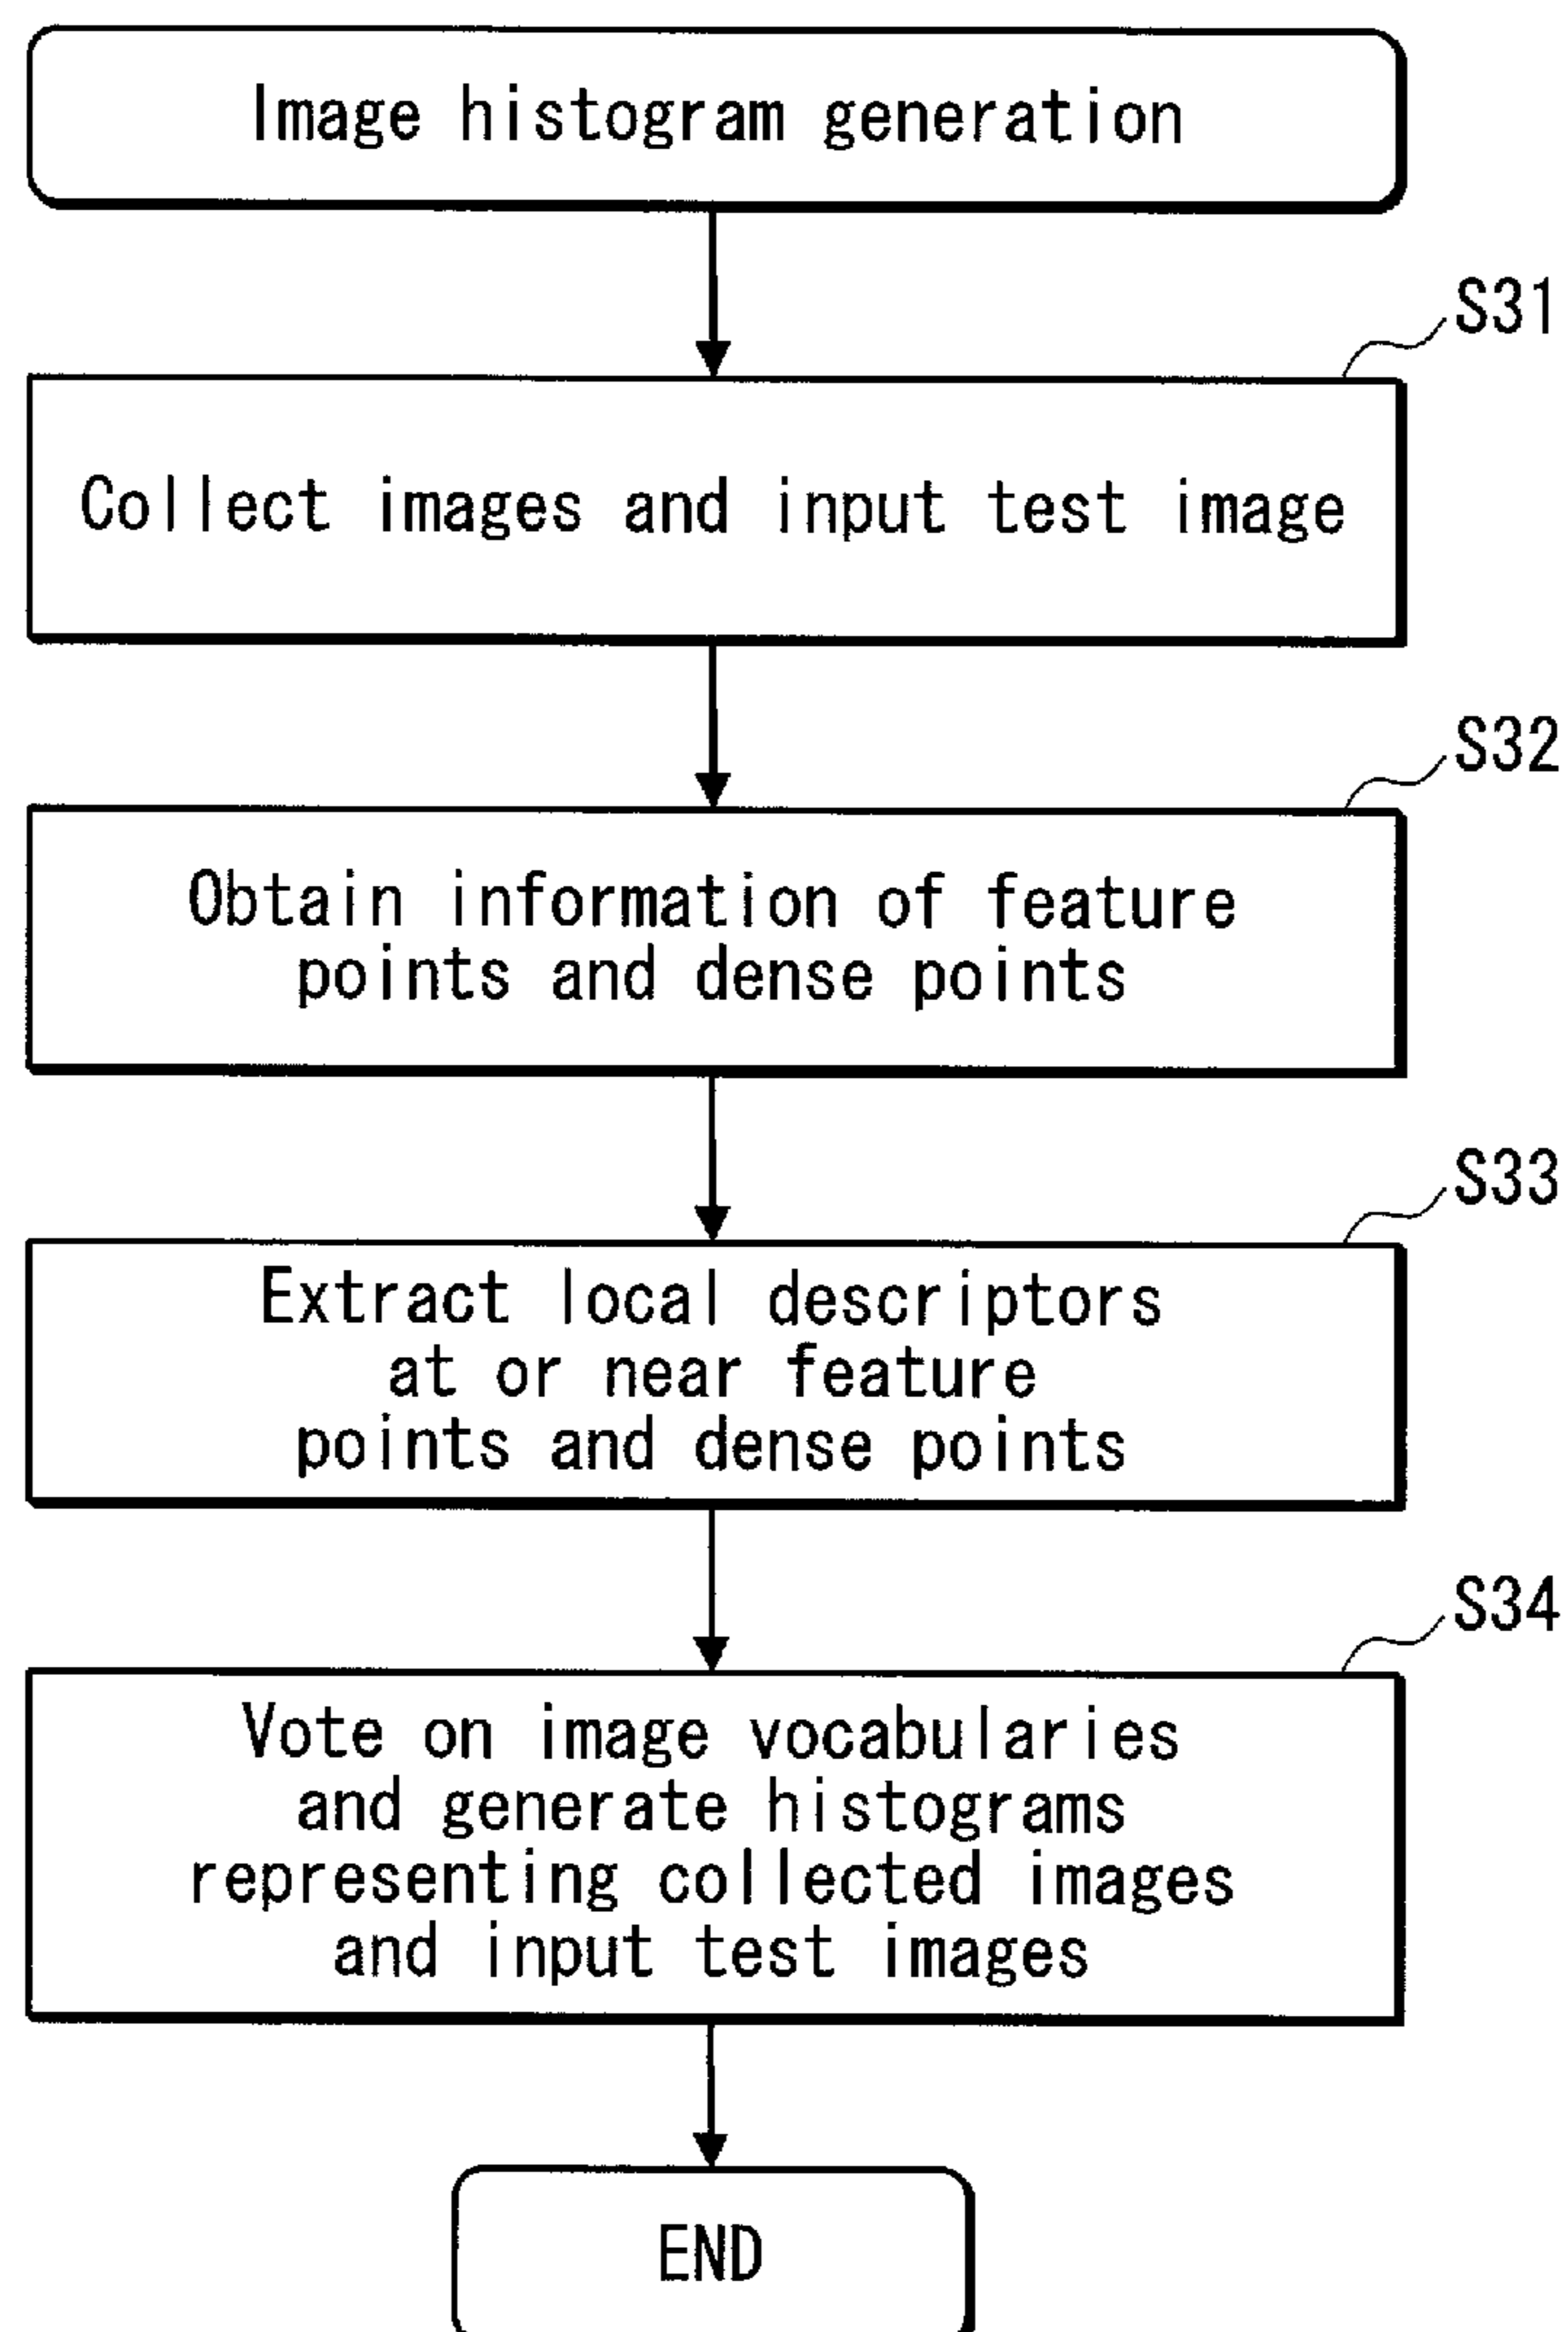 Image histogram generation
S31
Collect images and input test image
S32
Obtain information of feature
points and dense points
S33
Extract local descriptors
at or near feature
points and dense points
S34
Vote on image vocabularies
and generate histograms
representing collected images
and input test images
END